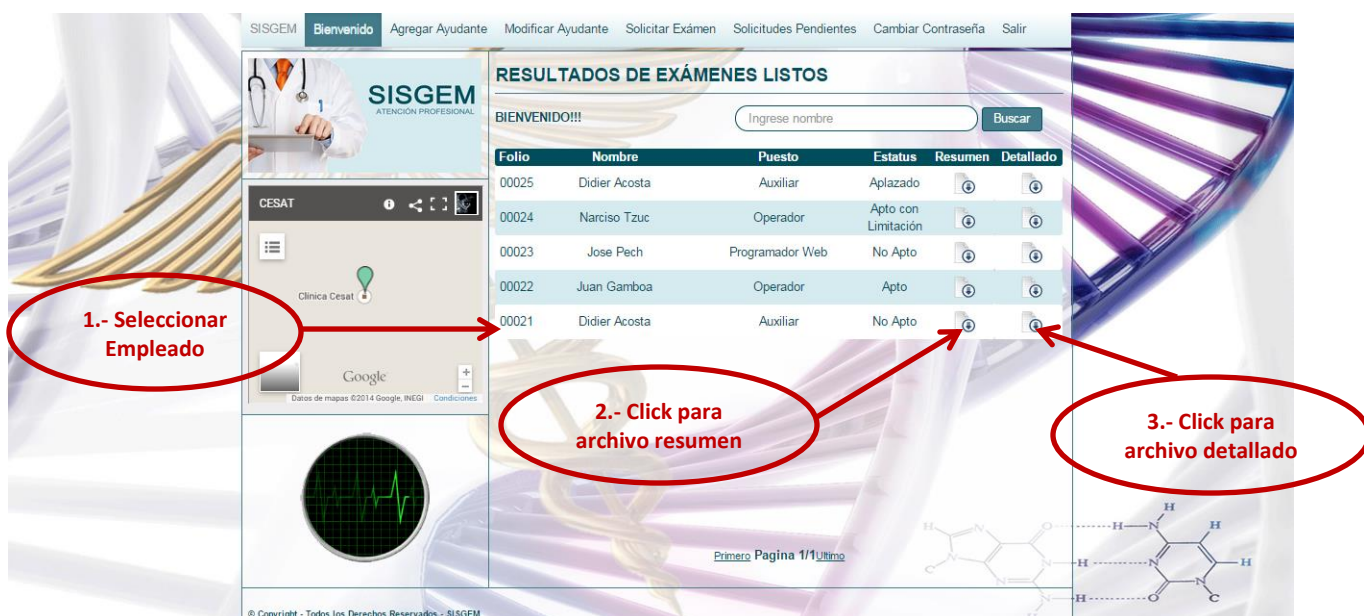 SISGEM Bienvenido Agregar Ayudante Modificar Ayudante Solicitar Exámen Solicitudes Pendientes Cambiar Contraseña Salir
SISGEM
ATENCIÓN PROFESIONAL
RESULTADOS DE EXÁMENES LISTOS
BIENVENIDO!!! Ingrese nombre Buscar
Folio Nombre Puesto Estatus Resumen Detallado
00025 Didier Acosta Auxiliar Aplazado
00024 Narciso Tzuc Operador Apto con Limitación
00023 Jose Pech Programador Web No Apto
00022 Juan Gamboa Operador Apto
00021 Didier Acosta Auxiliar No Apto
CESAT
Clínica Cesat
Google
Datos de mapas ©2014 Google, INEGI Condiciones
1.- Seleccionar
Empleado
2.- Click para
archivo resumen
3.- Click para
archivo detallado
Primero Pagina 1/1 Ultimo
H N O H N H
N N H N H
C N O N
N H O C
H
© Copyright - Todos los Derechos Reservados - SISGEM